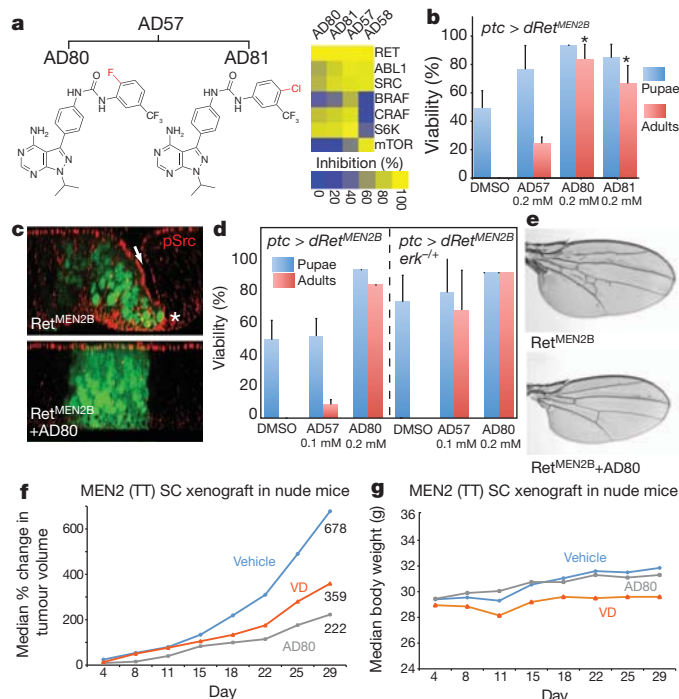 a
AD57
AD80
AD81
F
O
NH
N
H
CF3
NH2
N
N
N
N
O
NH
N
H
Cl
CF3
NH2
N
N
N
N
AD80
AD81
AD57
AD58
RET
ABL1
SRC
BRAF
CRAF
S6K
mTOR
Inhibition (%)
0
20
40
60
80
100
b
ptc > dRetMEN2B
Viability (%)
100
80
60
40
20
0
Pupae
Adults
*
*
DMSO
AD57
0.2 mM
AD80
0.2 mM
AD81
0.2 mM
c
pSrc
*
RetMEN2B
RetMEN2B
+AD80
d
ptc > dRetMEN2B
Pupae
Adults
ptc > dRetMEN2B
erk–/+
Viability (%)
100
80
60
40
20
0
DMSO
AD57
0.1 mM
AD80
0.2 mM
DMSO
AD57
0.1 mM
AD80
0.2 mM
e
RetMEN2B
RetMEN2B+AD80
f
MEN2 (TT) SC xenograft in nude mice
Median % change in
tumour volume
600
400
200
0
Vehicle
678
VD
359
222
AD80
4
8
11
15
18
22
25
29
Day
g
MEN2 (TT) SC xenograft in nude mice
Median body weight (g)
36
32
28
24
Vehicle
AD80
VD
4
8
11
15
18
22
25
29
Day